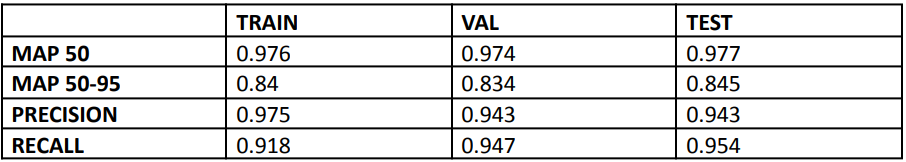 TRAIN VAL TEST
MAP 50 0.976 0.974 0.977
MAP 50-95 0.84 0.834 0.845
PRECISION 0.975 0.943 0.943
RECALL 0.918 0.947 0.954